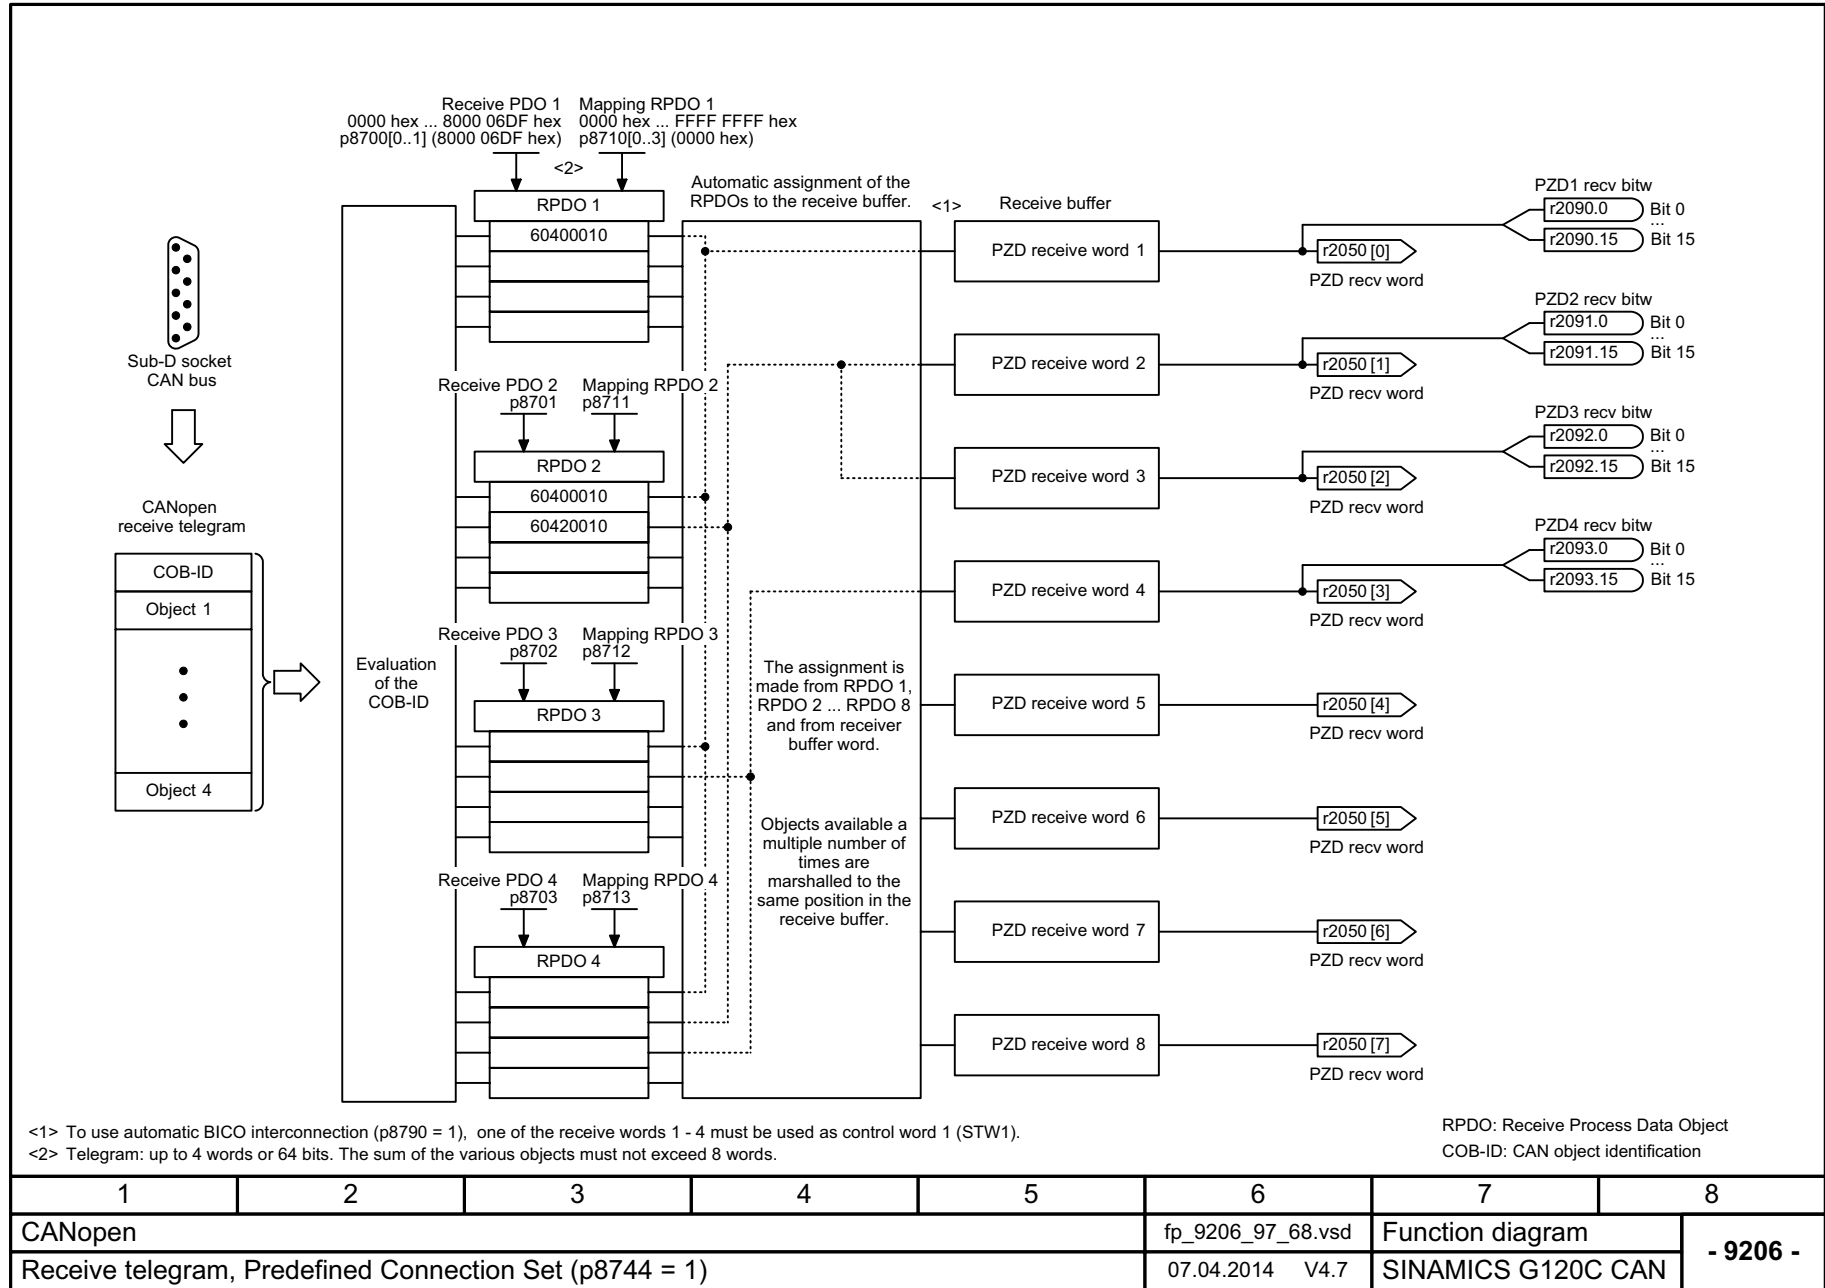 Receive PDO 1
0000 hex ... 8000 06DF hex
p8700[0..1] (8000 06DF hex)
Mapping RPDO 1
0000 hex ... FFFF FFFF hex
p8710[0..3] (0000 hex)
<2>
RPDO 1
60400010
Automatic assignment of the
RPDOs to the receive buffer.
<1>
Receive buffer
Sub-D socket
CAN bus
CANopen
receive telegram
COB-ID
Object 1
Object 4
Evaluation
of the
COB-ID
Receive PDO 2
p8701
Mapping RPDO 2
p8711
RPDO 2
60400010
60420010
Receive PDO 3
p8702
Mapping RPDO 3
p8712
RPDO 3
Receive PDO 4
p8703
Mapping RPDO 4
p8713
RPDO 4
The assignment is
made from RPDO 1,
RPDO 2 ... RPDO 8
and from receiver
buffer word.
Objects available a
multiple number of
times are
marshalled to the
same position in the
receive buffer.
PZD receive word 1
r2050 [0]
PZD recv word
PZD1 recv bitw
r2090.0 Bit 0
...
r2090.15 Bit 15
PZD receive word 2
r2050 [1]
PZD recv word
PZD2 recv bitw
r2091.0 Bit 0
...
r2091.15 Bit 15
PZD receive word 3
r2050 [2]
PZD recv word
PZD3 recv bitw
r2092.0 Bit 0
...
r2092.15 Bit 15
PZD receive word 4
r2050 [3]
PZD recv word
PZD4 recv bitw
r2093.0 Bit 0
...
r2093.15 Bit 15
PZD receive word 5
r2050 [4]
PZD recv word
PZD receive word 6
r2050 [5]
PZD recv word
PZD receive word 7
r2050 [6]
PZD recv word
PZD receive word 8
r2050 [7]
PZD recv word
<1> To use automatic BICO interconnection (p8790 = 1), one of the receive words 1 - 4 must be used as control word 1 (STW1).
<2> Telegram: up to 4 words or 64 bits. The sum of the various objects must not exceed 8 words.
RPDO: Receive Process Data Object
COB-ID: CAN object identification
1 2 3 4 5 6 7 8
CANopen
fp_9206_97_68.vsd
Function diagram
- 9206 -
Receive telegram, Predefined Connection Set (p8744 = 1)
07.04.2014 V4.7
SINAMICS G120C CAN